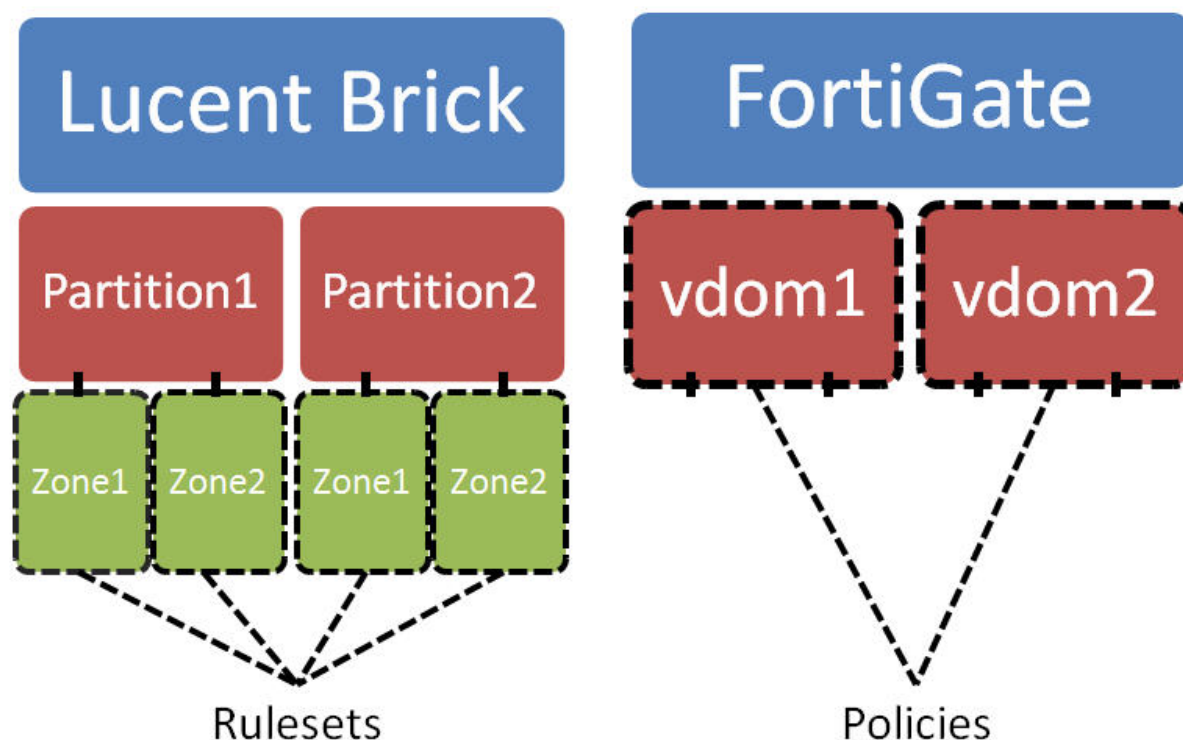 Lucent Brick
Partition1
Partition2
Zone1
Zone2
Zone1
Zone2
Rulesets
FortiGate
vdom1
vdom2
Policies